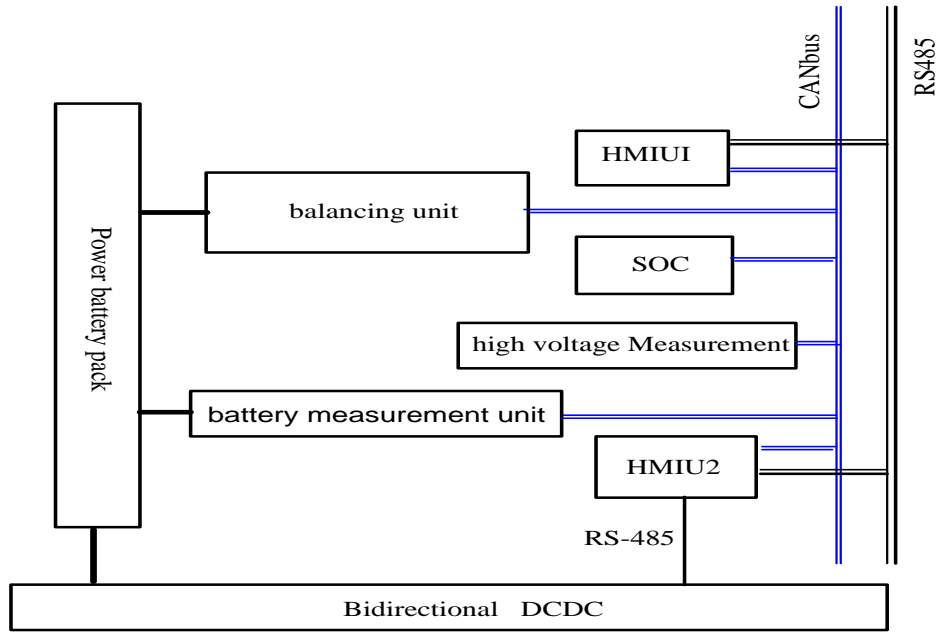 CANbus
RS485
HMIUI
balancing unit
SOC
Power battery pack
high voltage Measurement
battery measurement unit
HMIU2
RS-485
Bidirectional DCDC